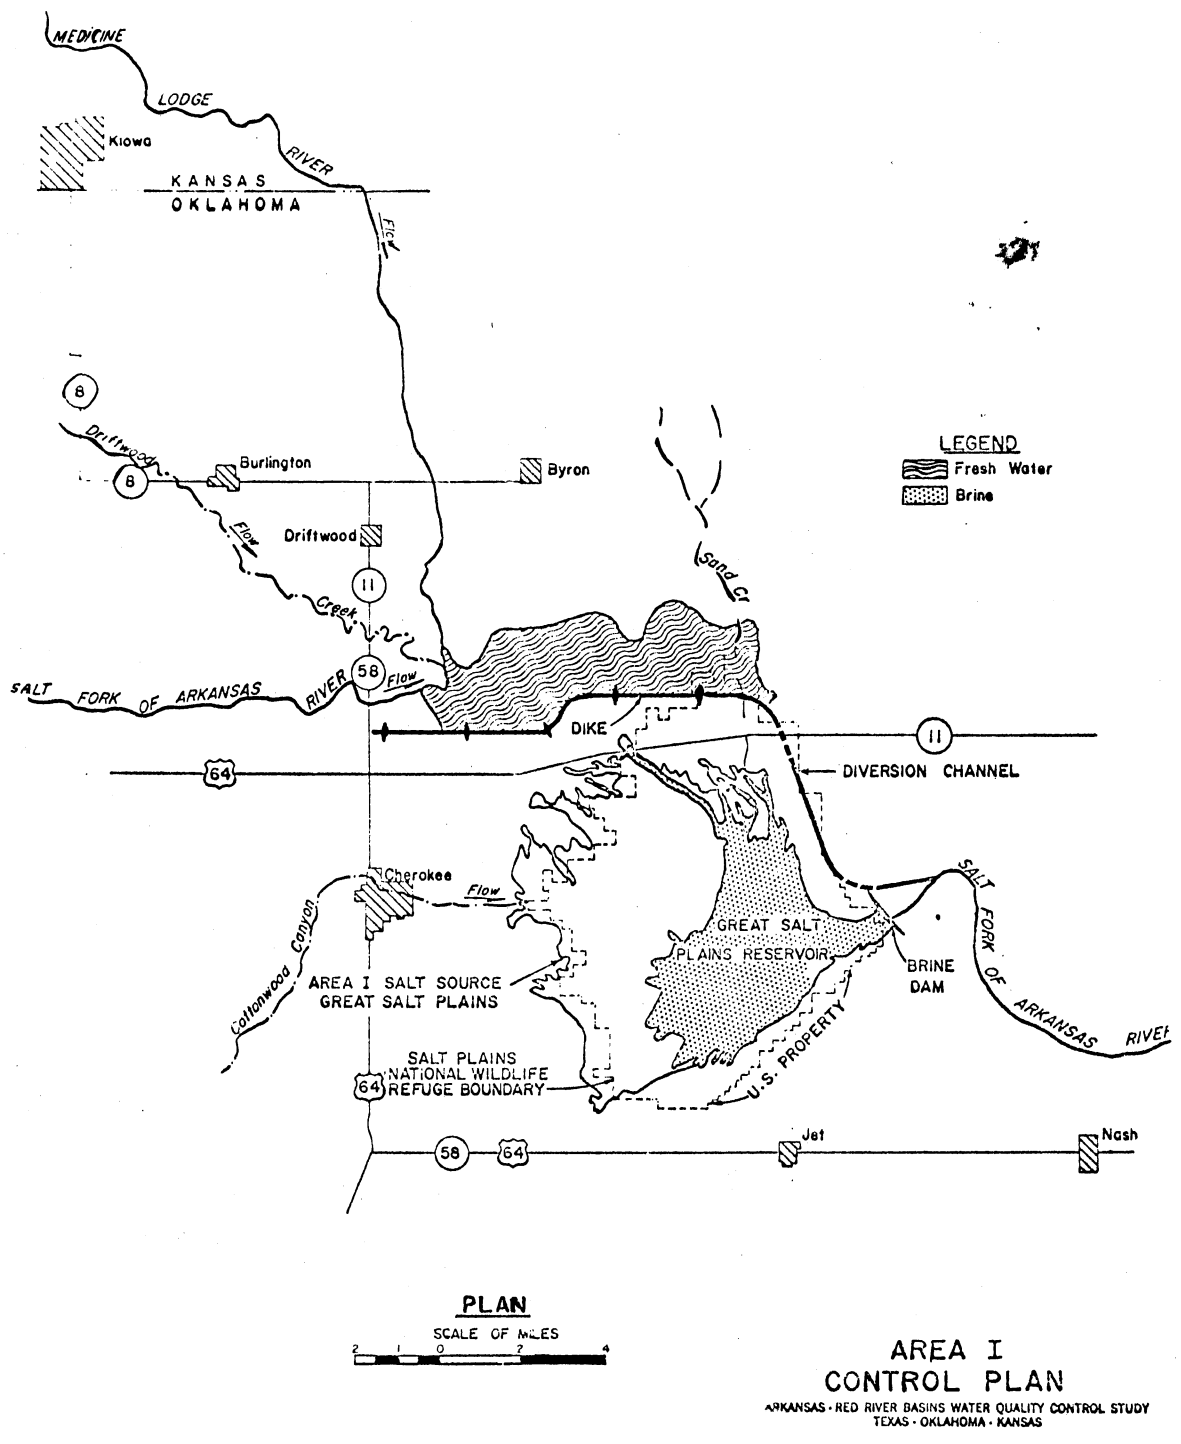 MEDICINE
LODGE
RIVER
Kiowa
KANSAS
OKLAHOMA
Flow
8
Driftwood
8
Burlington
Byron
LEGEND
Fresh Water
Brine
Flow
Driftwood
11
Creek
Sand Cr
58
Flow
SALT FORK OF ARKANSAS RIVER
DIKE
11
64
DIVERSION CHANNEL
Cherokee
Flow
Cottonwood Canyon
GREAT SALT
PLAINS RESERVOIR
SALT FORK OF ARKANSAS RIVER
BRINE
DAM
AREA I SALT SOURCE
GREAT SALT PLAINS
U.S. PROPERTY
SALT PLAINS
NATIONAL WILDLIFE
REFUGE BOUNDARY
64
58
64
Jet
Nash
PLAN
SCALE OF MILES
2 1 0 2 4
AREA I
CONTROL PLAN
ARKANSAS - RED RIVER BASINS WATER QUALITY CONTROL STUDY
TEXAS - OKLAHOMA - KANSAS